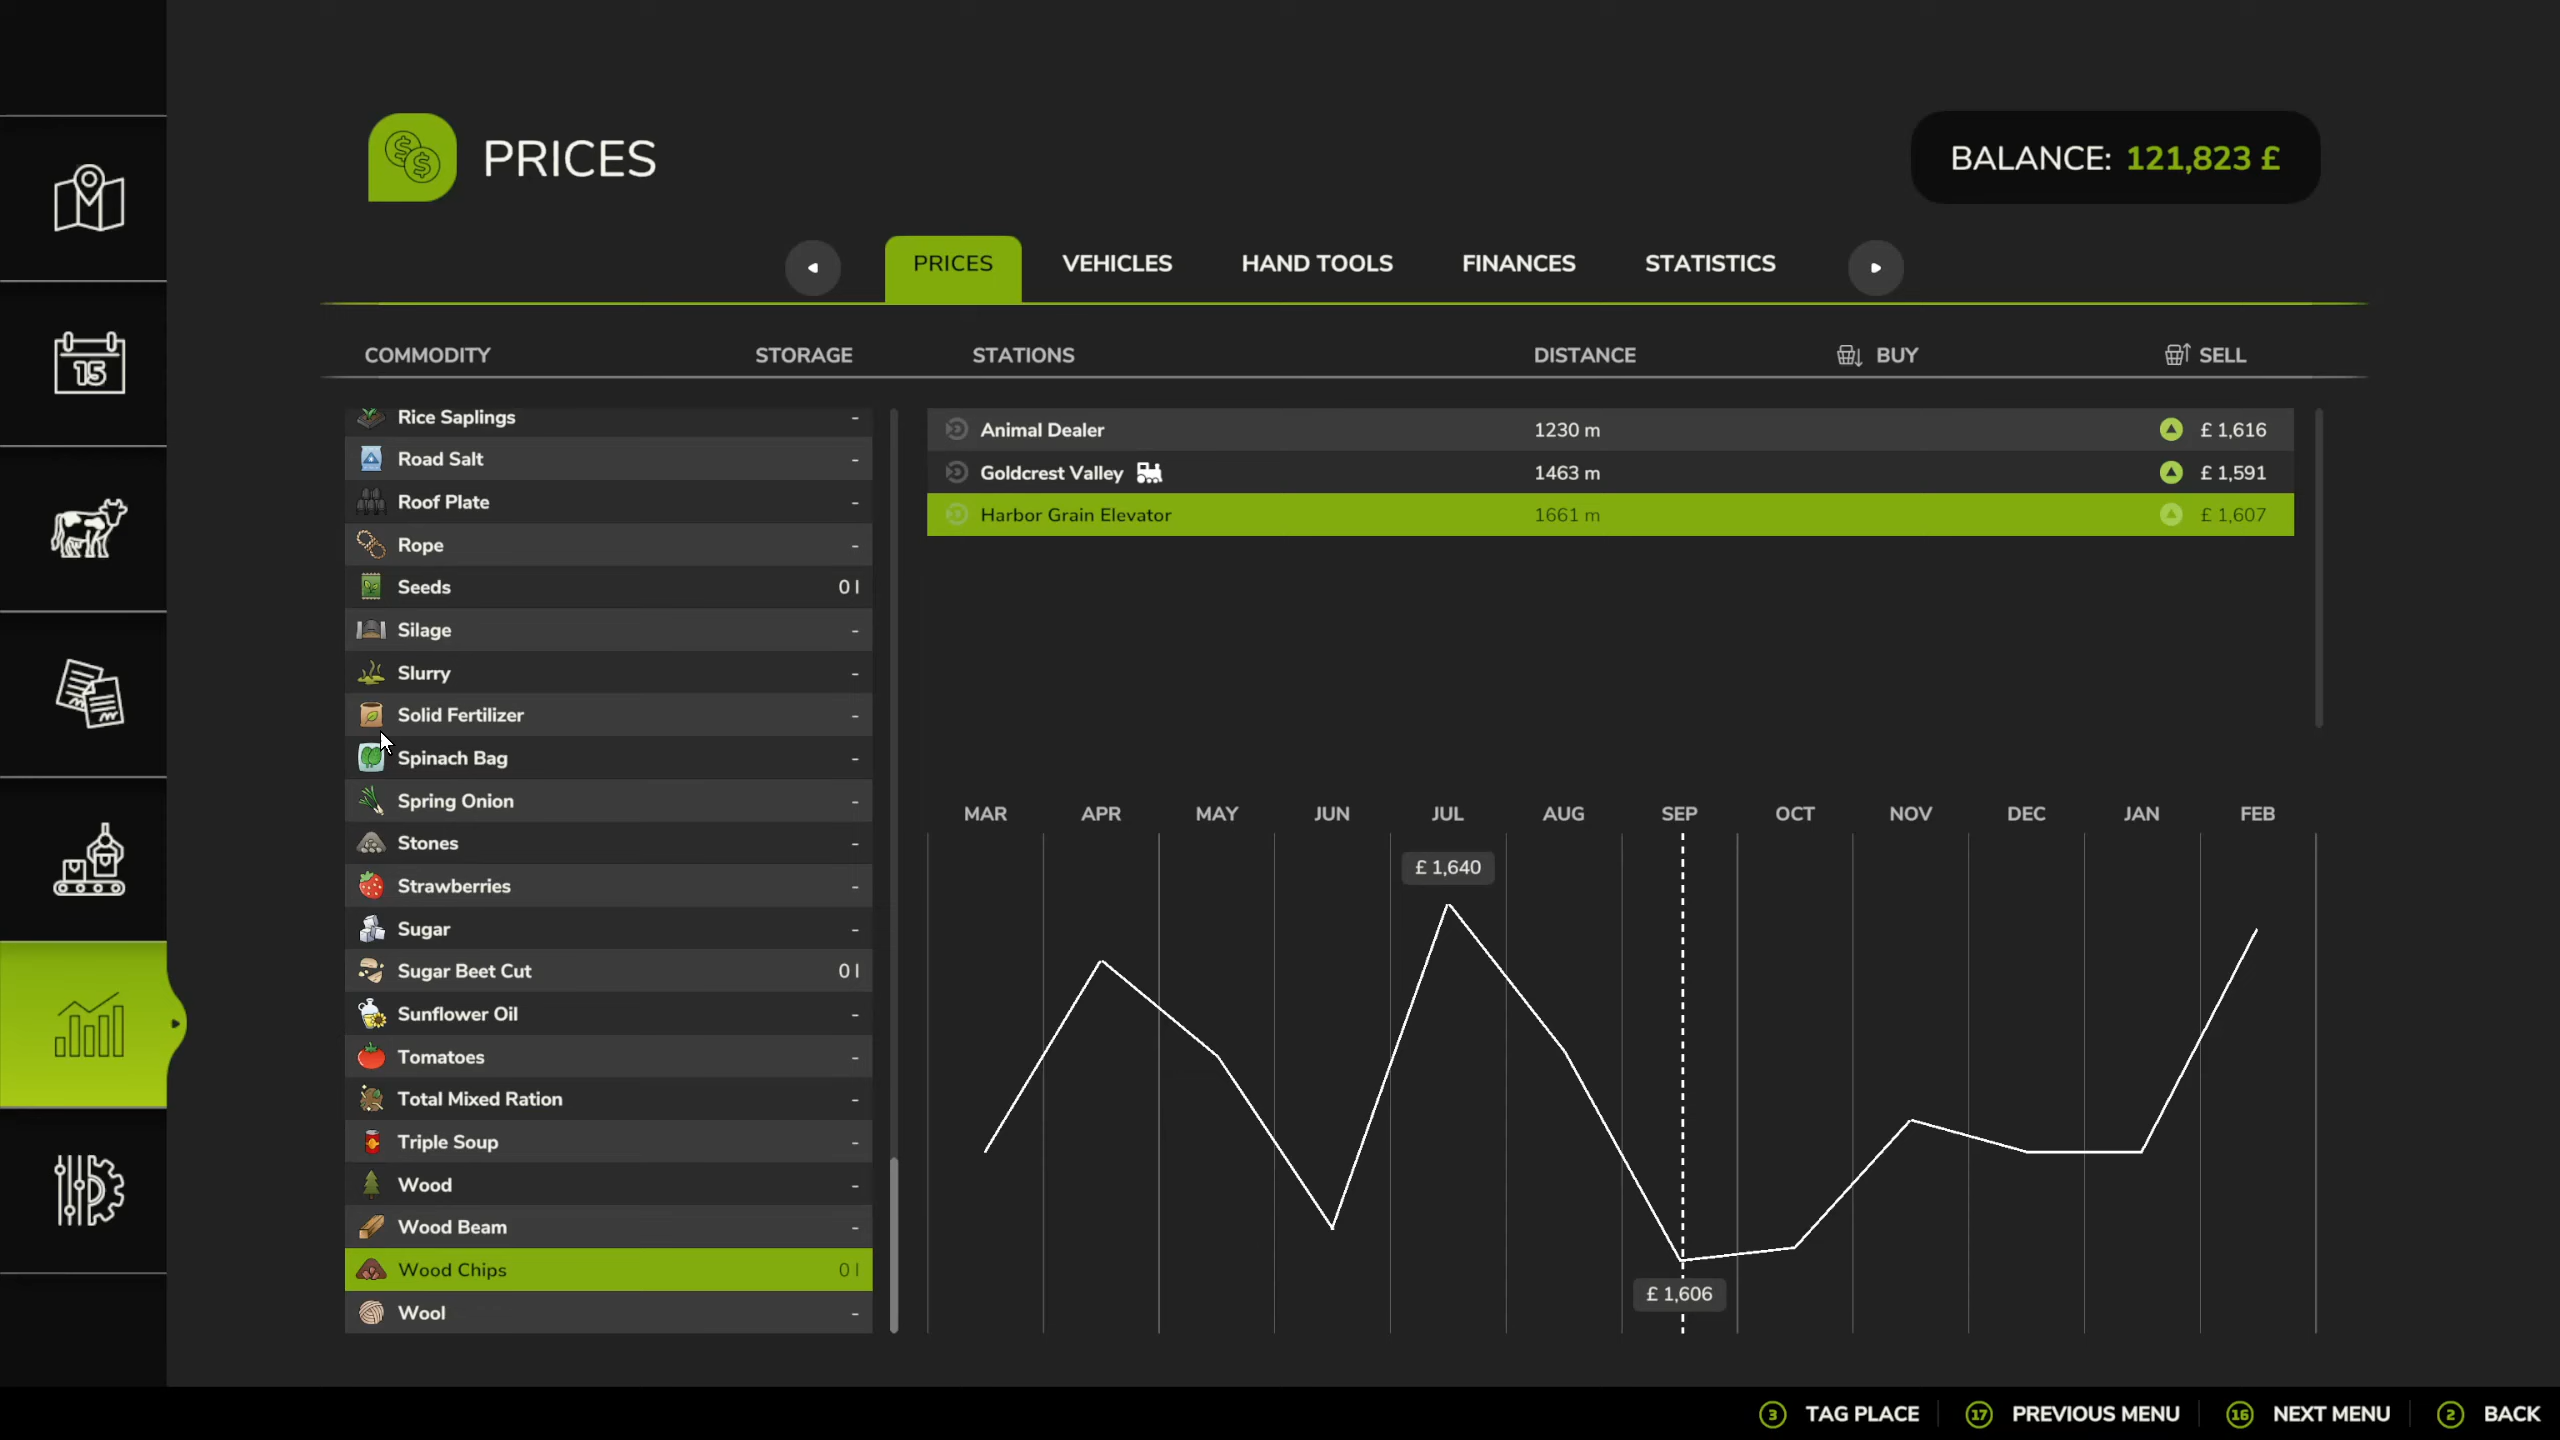 PRICES
BALANCE: 121,823 £
PRICES VEHICLES HAND TOOLS FINANCES STATISTICS
COMMODITY STORAGE STATIONS DISTANCE BUY SELL
15
Rice Saplings -
Road Salt -
Roof Plate -
Rope -
Seeds 0 l
Silage -
Slurry -
Solid Fertilizer -
Spinach Bag -
Spring Onion -
Stones -
Strawberries -
Sugar -
Sugar Beet Cut 0 l
Sunflower Oil -
Tomatoes -
Total Mixed Ration -
Triple Soup -
Wood -
Wood Beam -
Wood Chips 0 l
Wool -
Animal Dealer 1230 m £ 1,616
Goldcrest Valley 1463 m £ 1,591
Harbor Grain Elevator 1661 m £ 1,607
MAR APR MAY JUN JUL AUG SEP OCT NOV DEC JAN FEB
£ 1,640
£ 1,606
3 TAG PLACE 17 PREVIOUS MENU 16 NEXT MENU 2 BACK